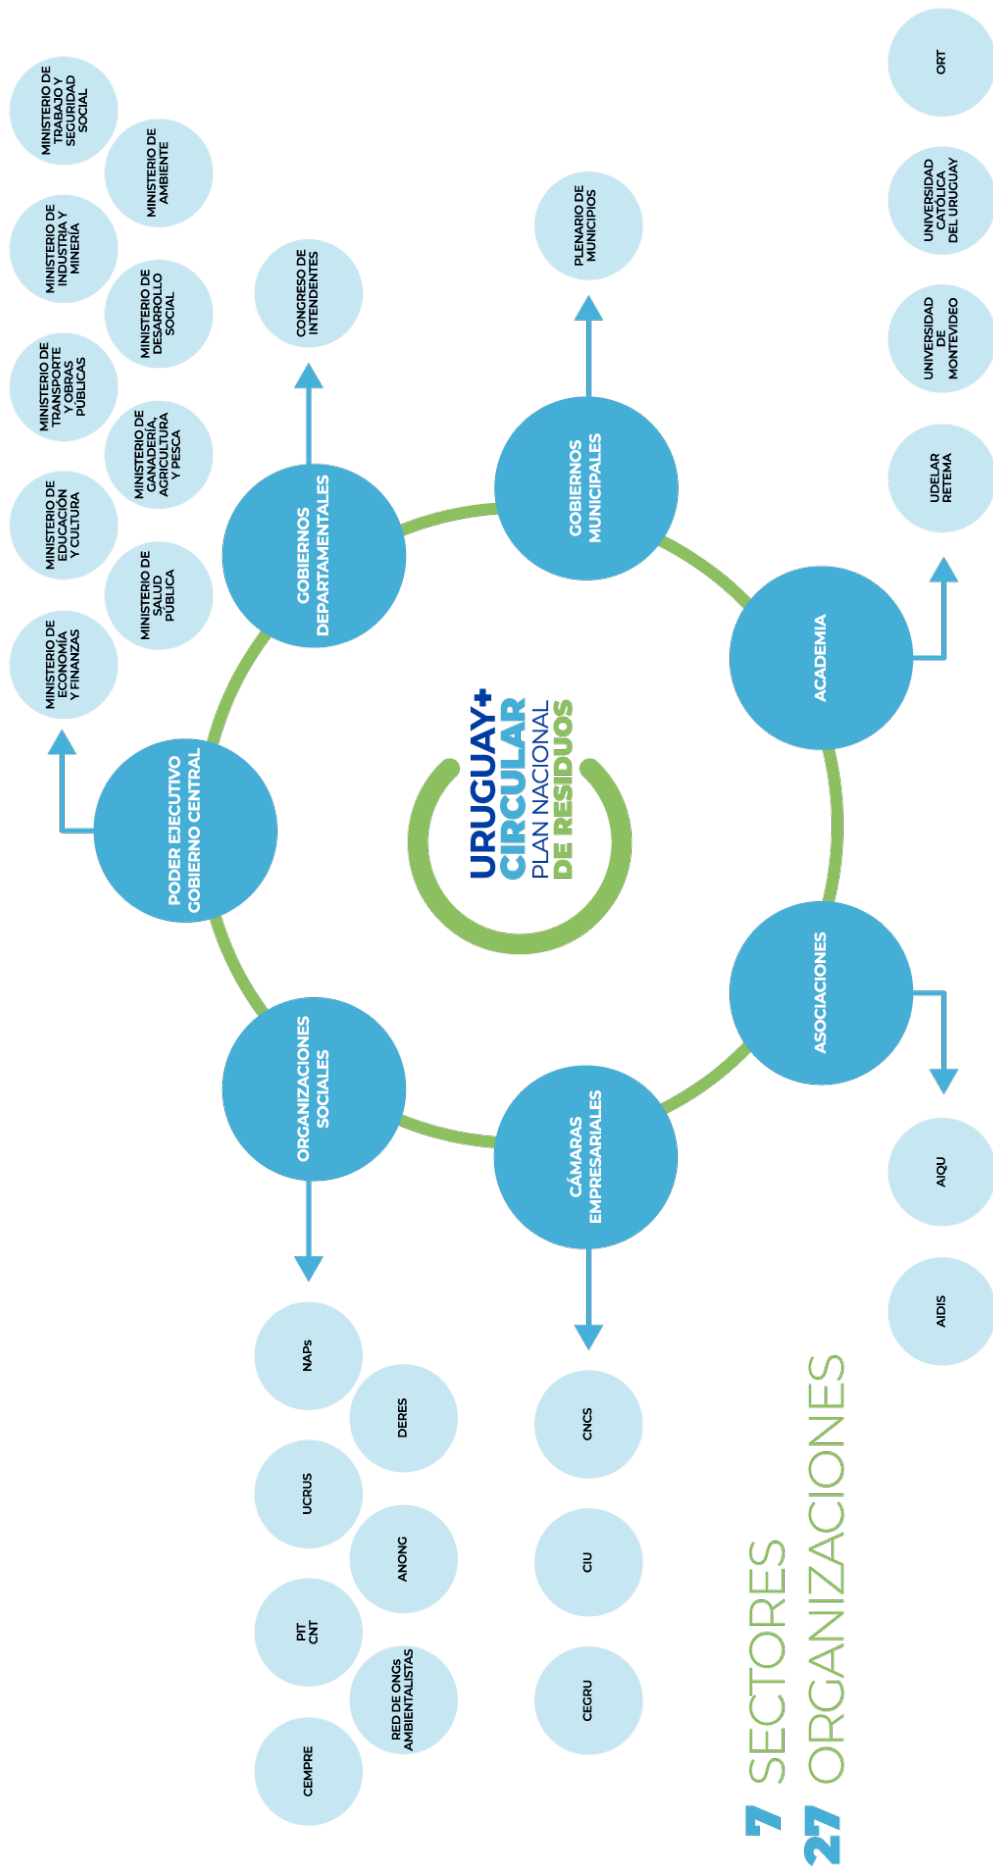 MINISTERIO DE
ECONOMÍA
Y FINANZAS
MINISTERIO DE
EDUCACIÓN
Y CULTURA
MINISTERIO DE
TRANSPORTE
Y OBRAS
PÚBLICAS
MINISTERIO DE
INDUSTRIA Y
MINERÍA
MINISTERIO DE
TRABAJO Y
SEGURIDAD
SOCIAL
MINISTERIO DE
SALUD
PÚBLICA
MINISTERIO DE
GANADERÍA,
AGRICULTURA
Y PESCA
MINISTERIO DE
DESARROLLO
SOCIAL
MINISTERIO DE
AMBIENTE
PODER EJECUTIVO
GOBIERNO CENTRAL
ORGANIZACIONES
SOCIALES
GOBIERNOS
DEPARTAMENTALES
CONGRESO DE
INTENDENTES
CEMPRE
PIT
CNT
UCRUS
NAPs
RED DE ONGs
AMBIENTALISTAS
ANONG
DERES
URUGUAY+
CIRCULAR
PLAN NACIONAL
DE RESIDUOS
CEGRU
CIU
CNCS
CÁMARAS
EMPRESARIALES
GOBIERNOS
MUNICIPALES
PLENARIO DE
MUNICIPIOS
7 SECTORES
27 ORGANIZACIONES
ASOCIACIONES
ACADEMIA
AIDIS
AIQU
UDELAR
RETEMA
UNIVERSIDAD
DE
MONTEVIDEO
UNIVERSIDAD
CATÓLICA
DEL URUGUAY
ORT